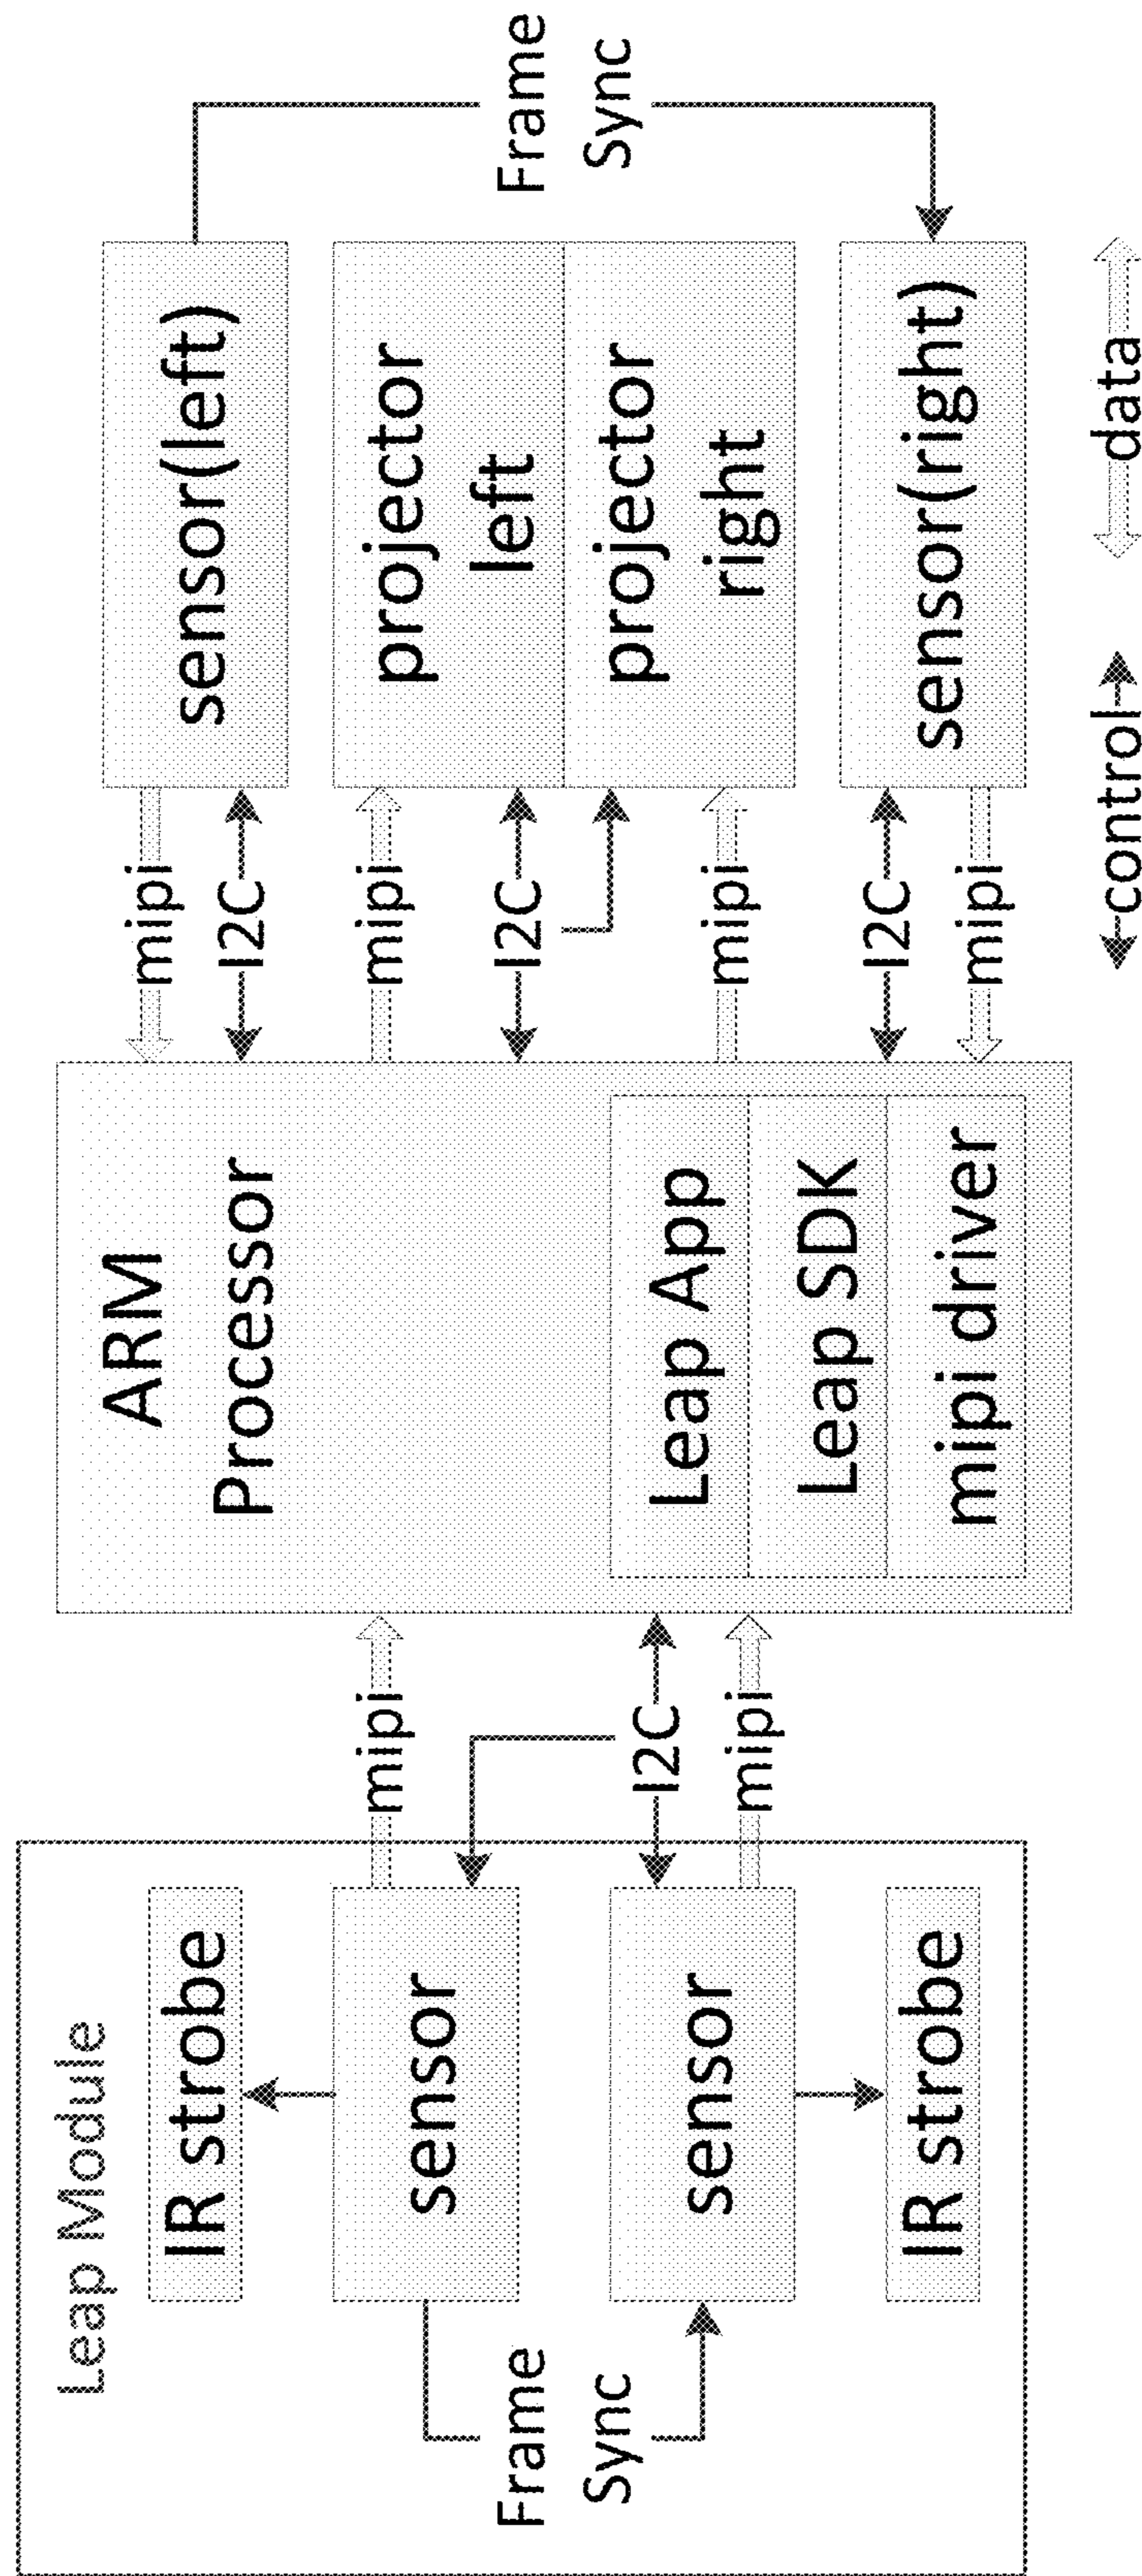 Leap Module
IR strobe
sensor
Frame
Sync
sensor
IR strobe
mipi
I2C
mipi
ARM
Processor
Leap App
Leap SDK
mipi driver
mipi
I2C
mipi
I2C
mipi
I2C
mipi
sensor(left)
projector
left
projector
right
sensor(right)
Frame
Sync
control
data